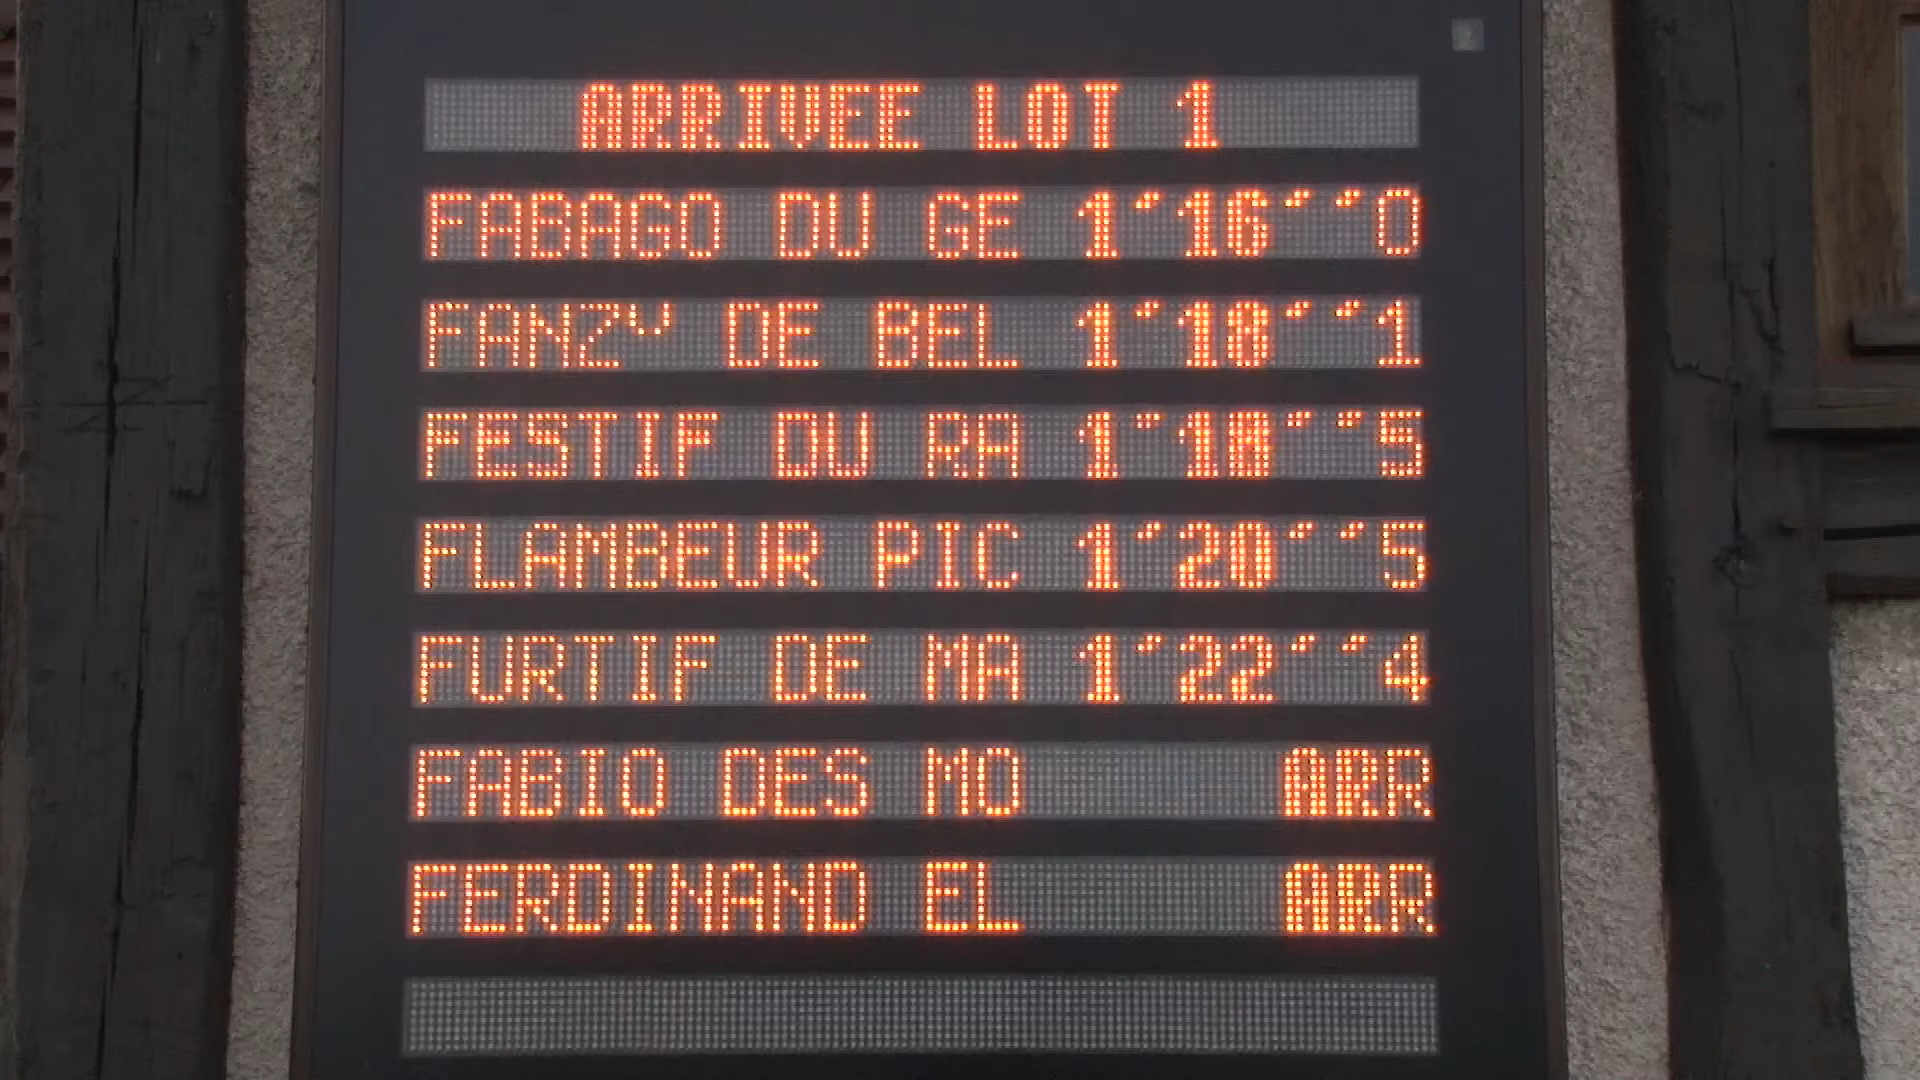 ARRIVEE LOT 1
FABAGO DU GE 1'16''0
FANZY DE BEL 1'18''1
FESTIF DU RA 1'18''5
FLAMBEUR PIC 1'20''5
FURTIF DE MA 1'22''4
FABIO DES MO ARR
FERDINAND EL ARR